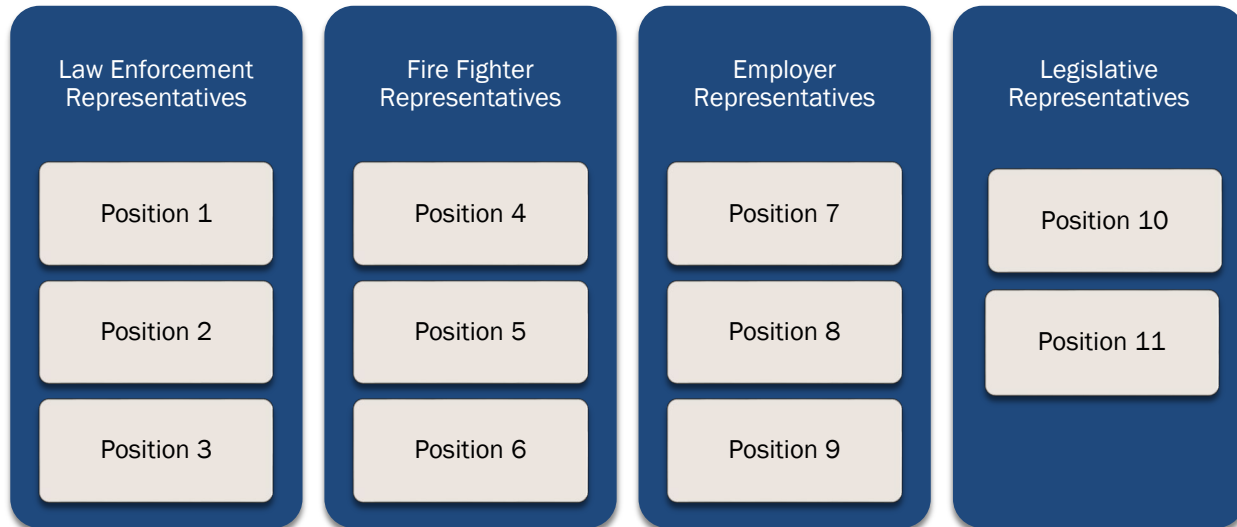 Law Enforcement
Representatives
Position 1
Position 2
Position 3
Fire Fighter
Representatives
Position 4
Position 5
Position 6
Employer
Representatives
Position 7
Position 8
Position 9
Legislative
Representatives
Position 10
Position 11